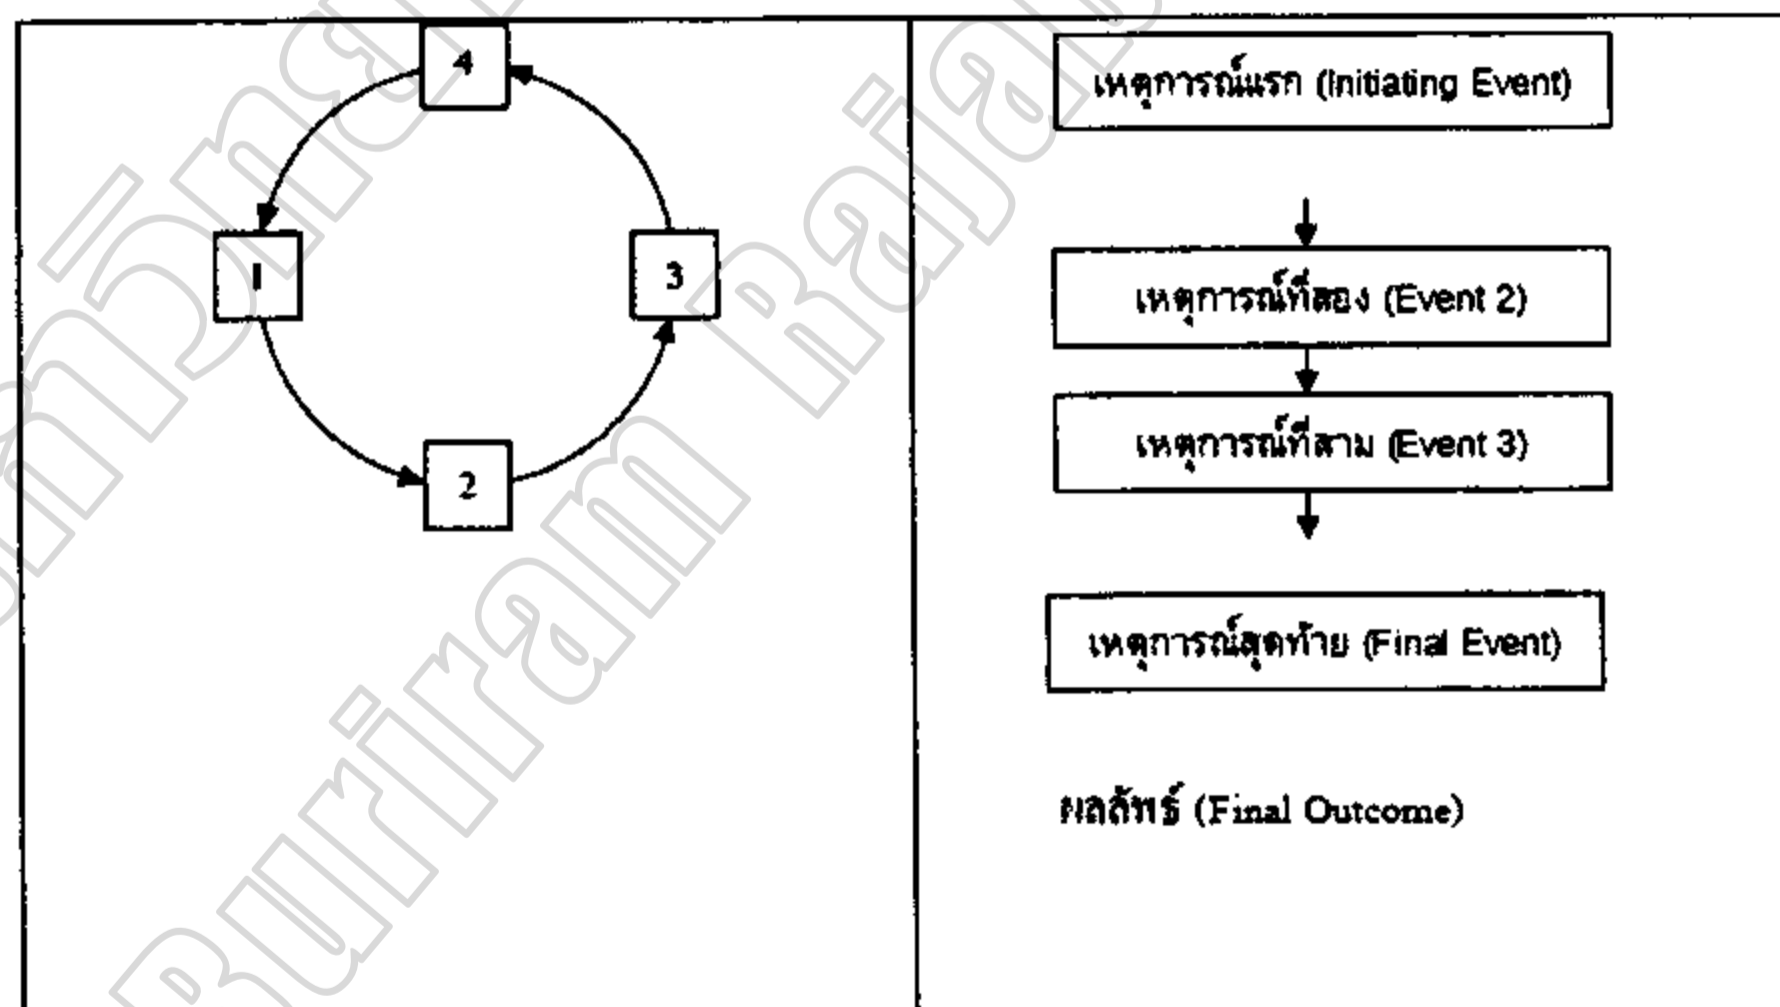 4
1
3
2
เหตุการณ์แรก (Initiating Event)
เหตุการณ์ที่สอง (Event 2)
เหตุการณ์ที่สาม (Event 3)
เหตุการณ์สุดท้าย (Final Event)
ผลลัพธ์ (Final Outcome)
Buriram Raja